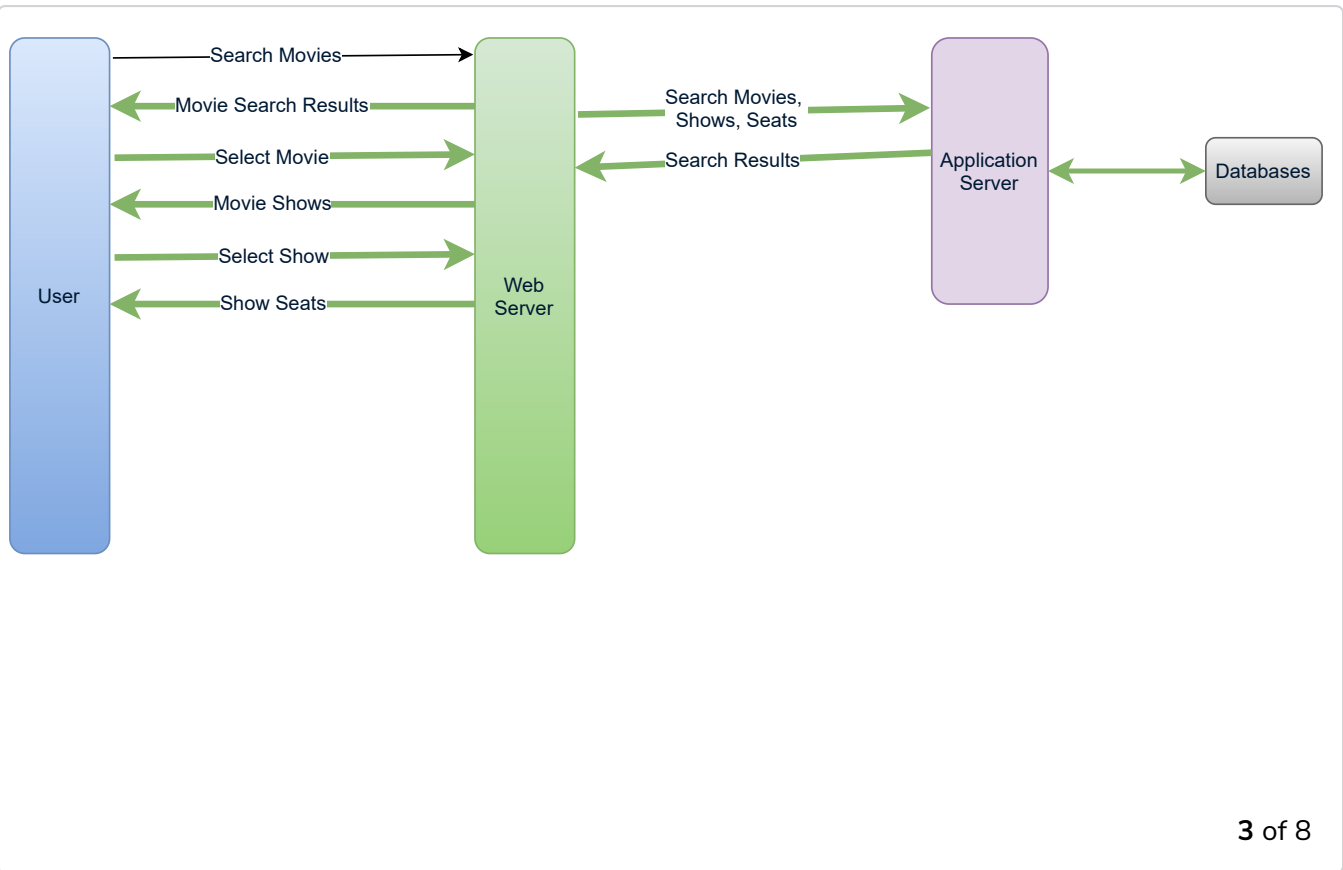 Search Movies
Movie Search Results
Select Movie
Movie Shows
Select Show
Show Seats
User
Web
Server
Search Movies,
Shows, Seats
Search Results
Application
Server
Databases
3 of 8